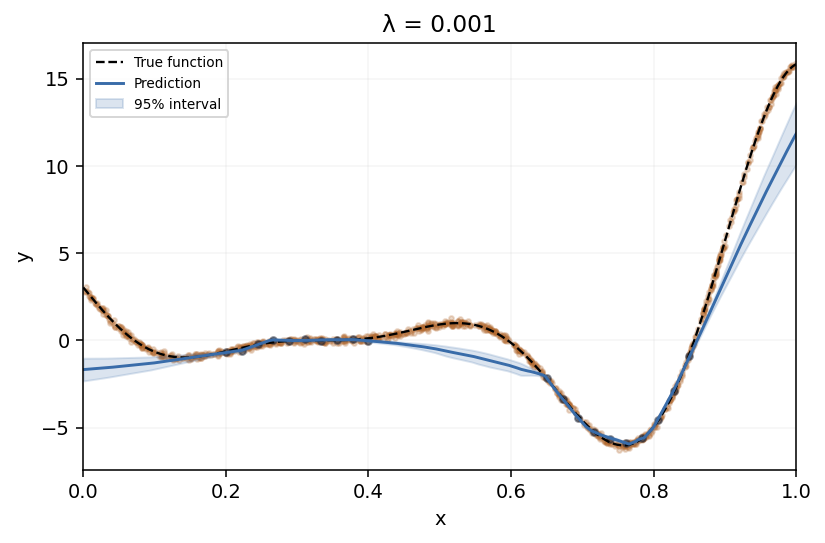 λ = 0.001
True function
Prediction
95% interval
y
15
10
5
0
−5
0.0 0.2 0.4 0.6 0.8 1.0
x